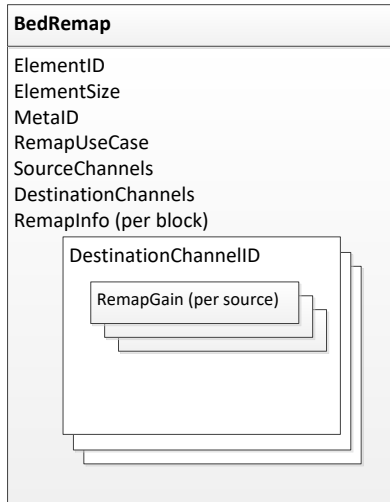 BedRemap
ElementID
ElementSize
MetaID
RemapUseCase
SourceChannels
DestinationChannels
RemapInfo (per block)
DestinationChannelID
RemapGain (per source)